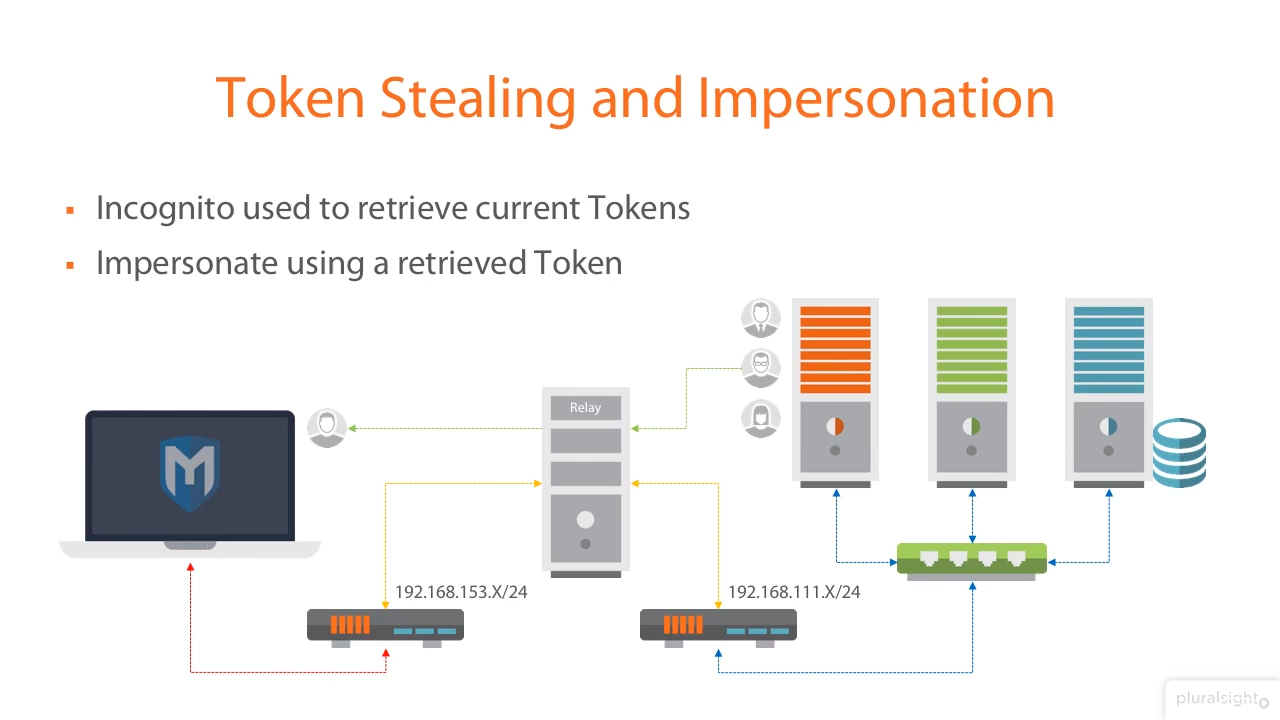 Token Stealing and Impersonation
▪ Incognito used to retrieve current Tokens
▪ Impersonate using a retrieved Token
Relay
192.168.153.X/24
192.168.111.X/24
pluralsight